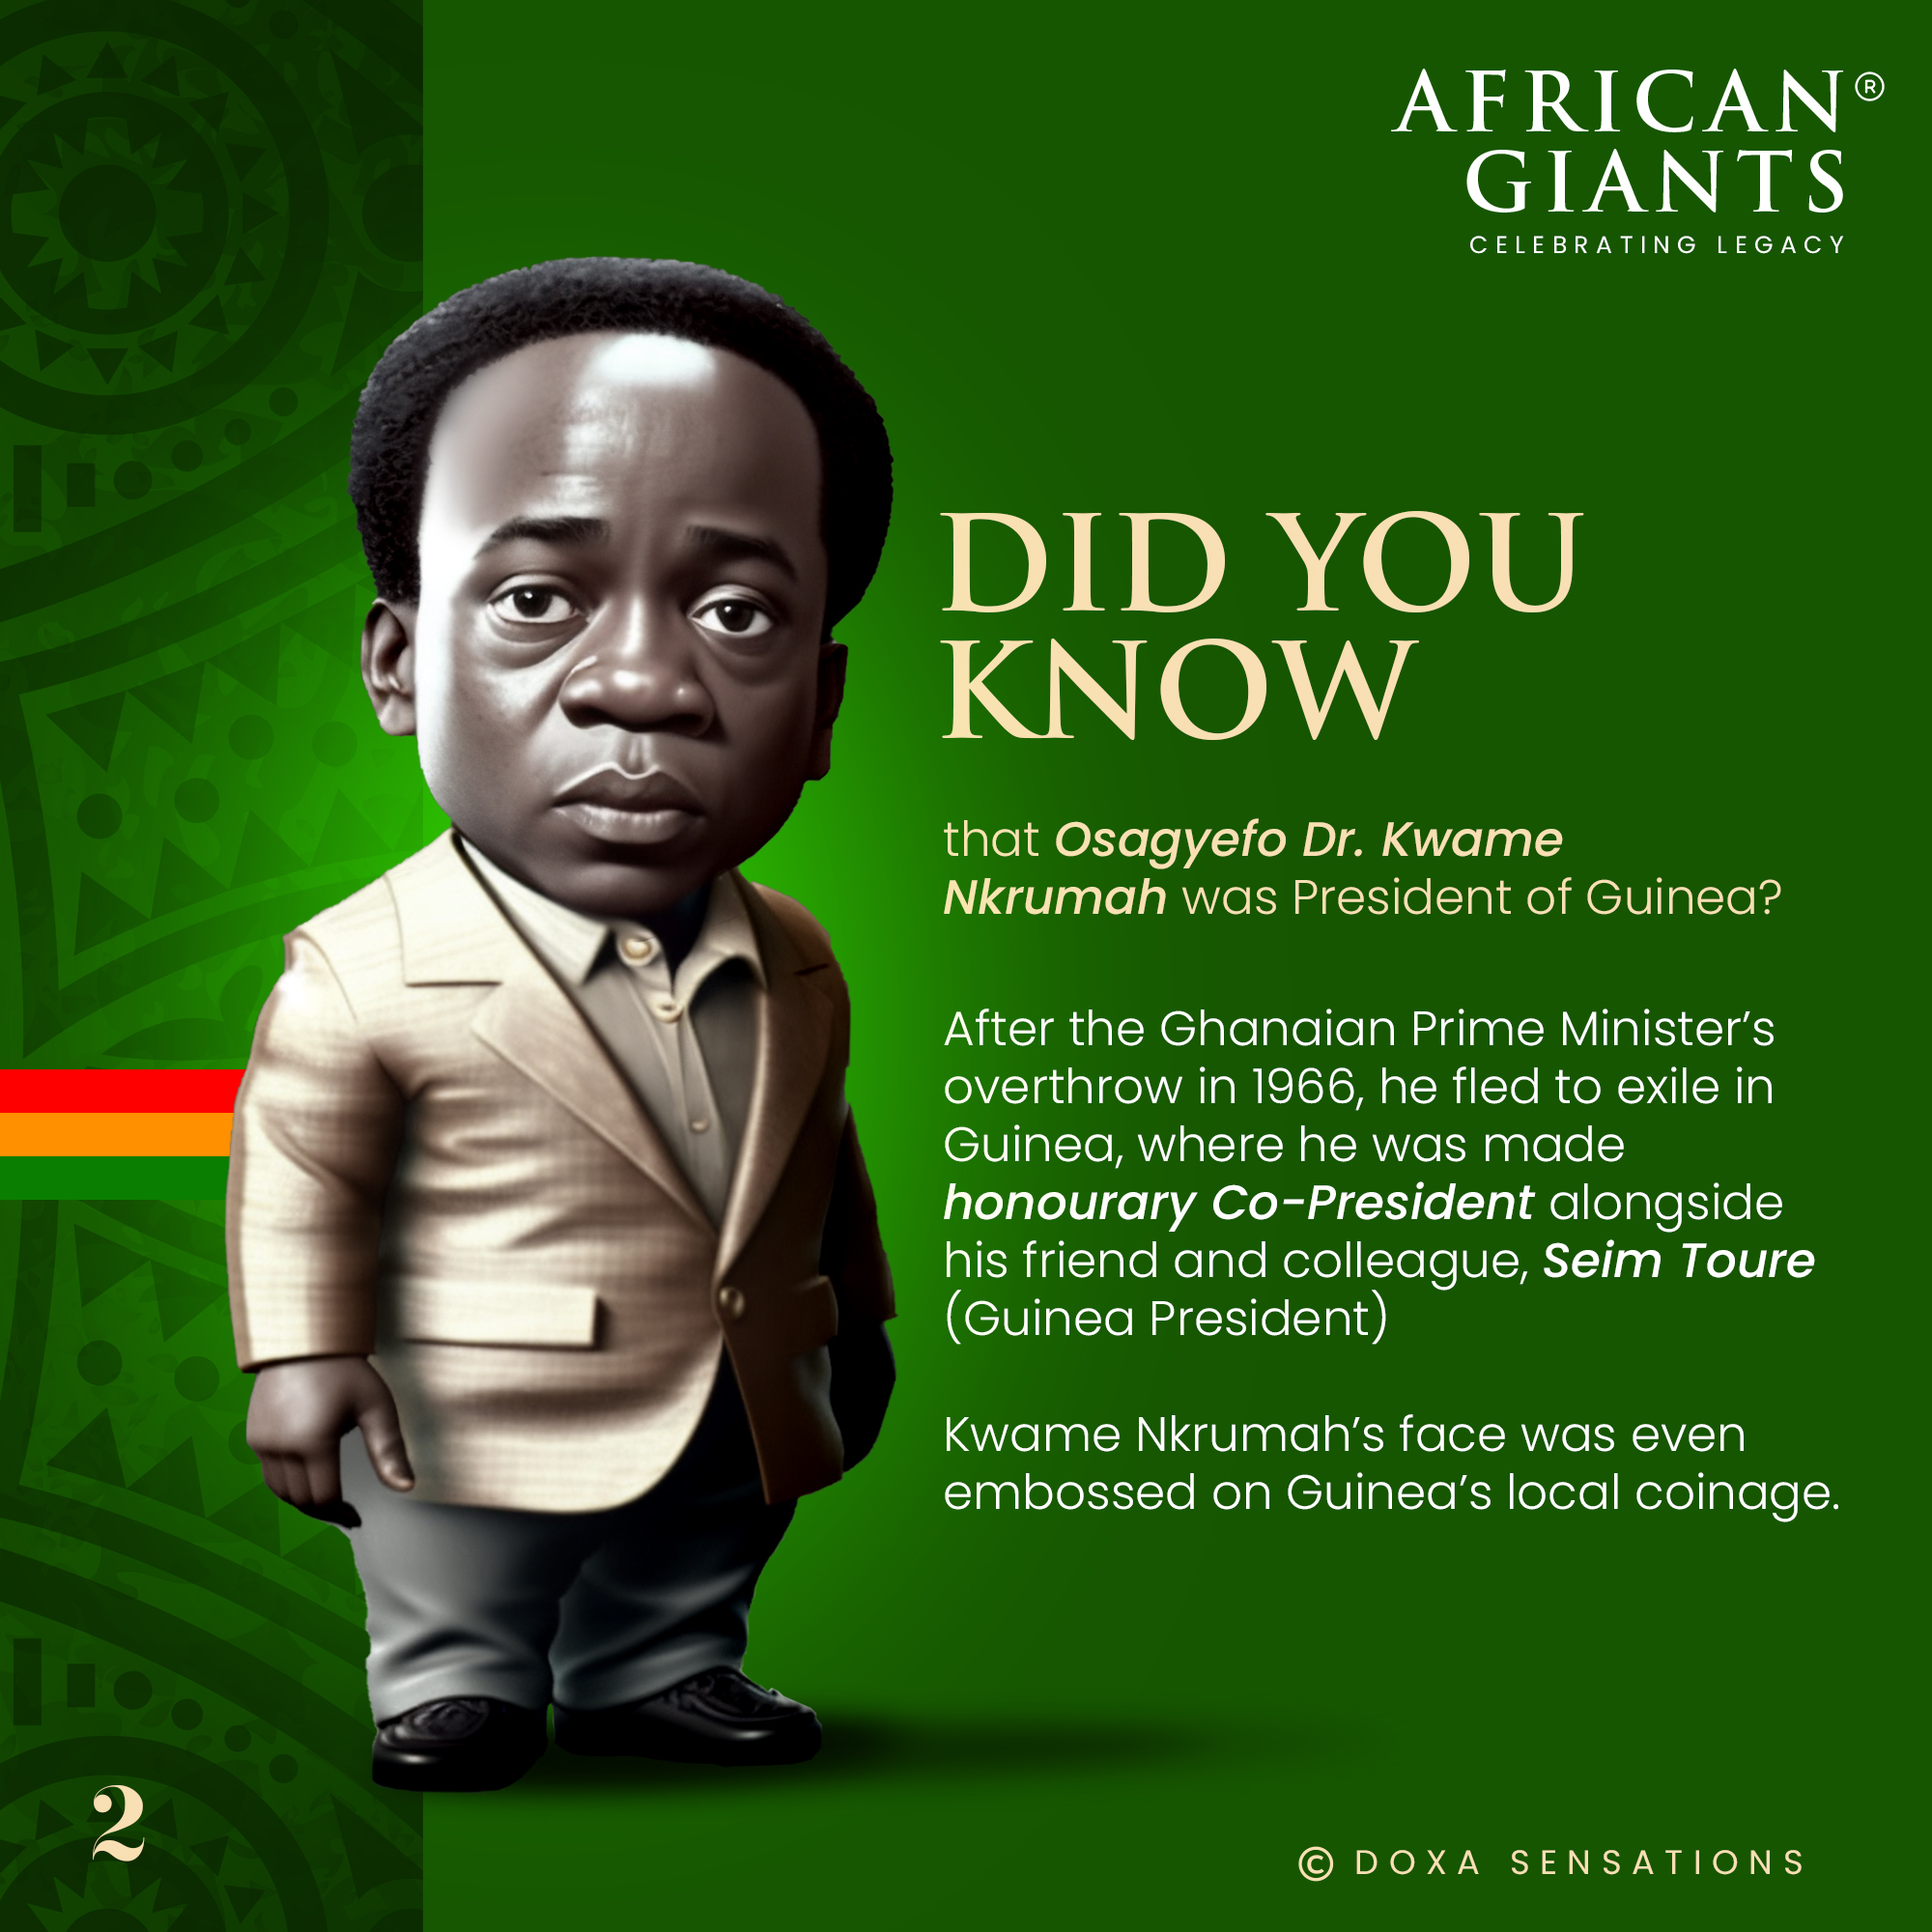 AFRICAN®
GIANTS
CELEBRATING LEGACY
DID YOU
KNOW
that Osagyefo Dr. Kwame
Nkrumah was President of Guinea?
After the Ghanaian Prime Minister’s
overthrow in 1966, he fled to exile in
Guinea, where he was made
honourary Co-President alongside
his friend and colleague, Seim Toure
(Guinea President)
Kwame Nkrumah’s face was even
embossed on Guinea’s local coinage.
2
© DOXA SENSATIONS